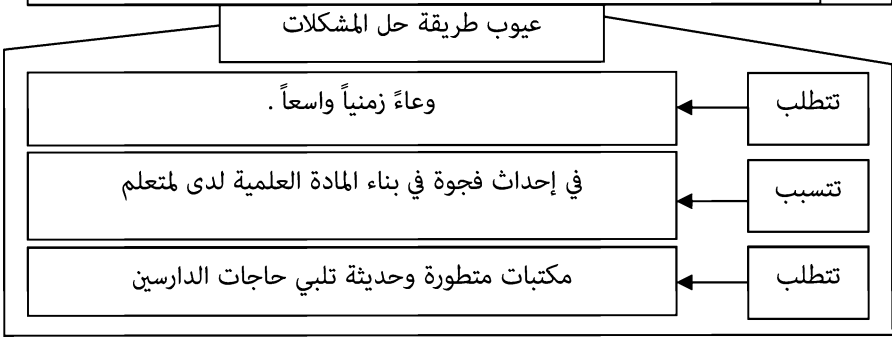 عيوب طريقة حل المشكلات
تتطلب
وعاءً زمنياً واسعاً .
تتسبب
في إحداث فجوة في بناء المادة العلمية لدى لمتعلم
تتطلب
مكتبات متطورة وحديثة تلبي حاجات الدارسين